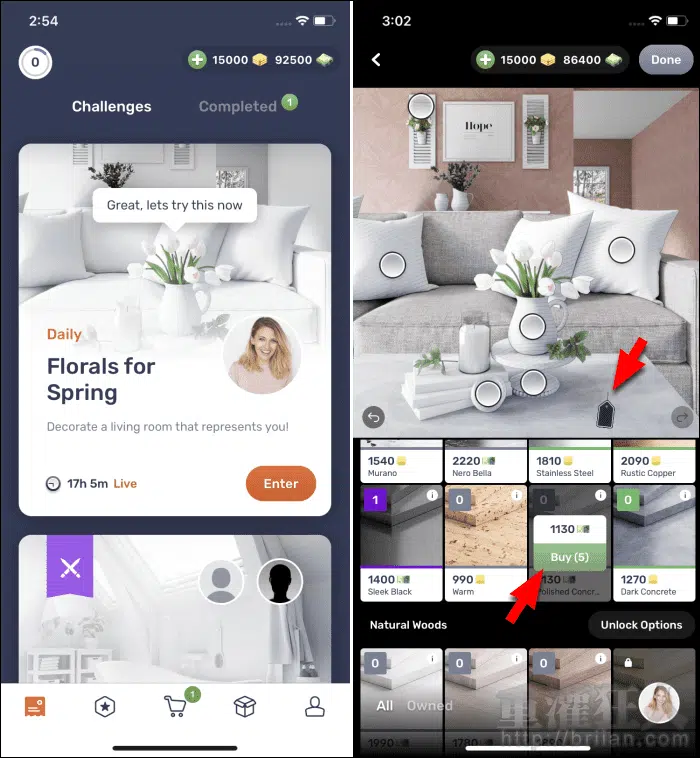 2:54
0
15000
92500
Challenges
Completed
1
Great, lets try this now
Daily
Florals for
Spring
Decorate a living room that represents you!
17h 5m Live
Enter
1
3:02
15000
86400
Done
Hope
1540
Murano
2220
Nero Bella
1810
Stainless Steel
2090
Rustic Copper
1
1400
Sleek Black
0
990
Warm
0
1130
Buy (5)
Polished Concr...
0
1270
Dark Concrete
Natural Woods
Unlock Options
0
0
0
All
Owned
1990
1780
重灌狂人
http://briian.com